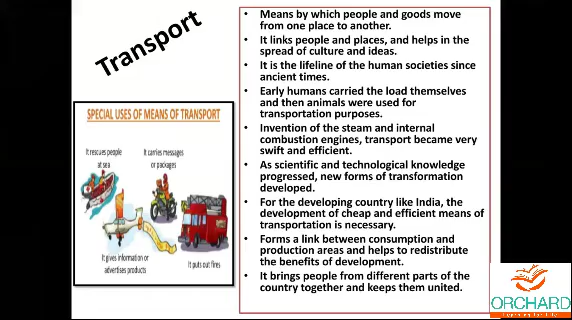 Transport
• Means by which people and goods move
from one place to another.
• It links people and places, and helps in the
spread of culture and ideas.
• It is the lifeline of the human societies since
ancient times.
• Early humans carried the load themselves
and then animals were used for
transportation purposes.
• Invention of the steam and internal
combustion engines, transport became very
swift and efficient.
• As scientific and technological knowledge
progressed, new forms of transformation
developed.
• For the developing country like India, the
development of cheap and efficient means of
transportation is necessary.
• Forms a link between consumption and
production areas and helps to redistribute
the benefits of development.
• It brings people from different parts of the
country together and keeps them united.
SPECIAL USES OF MEANS OF TRANSPORT
It rescues people
at sea
It carries messages
or packages
It gives information or
advertises products
It puts out fires
ORCHARD